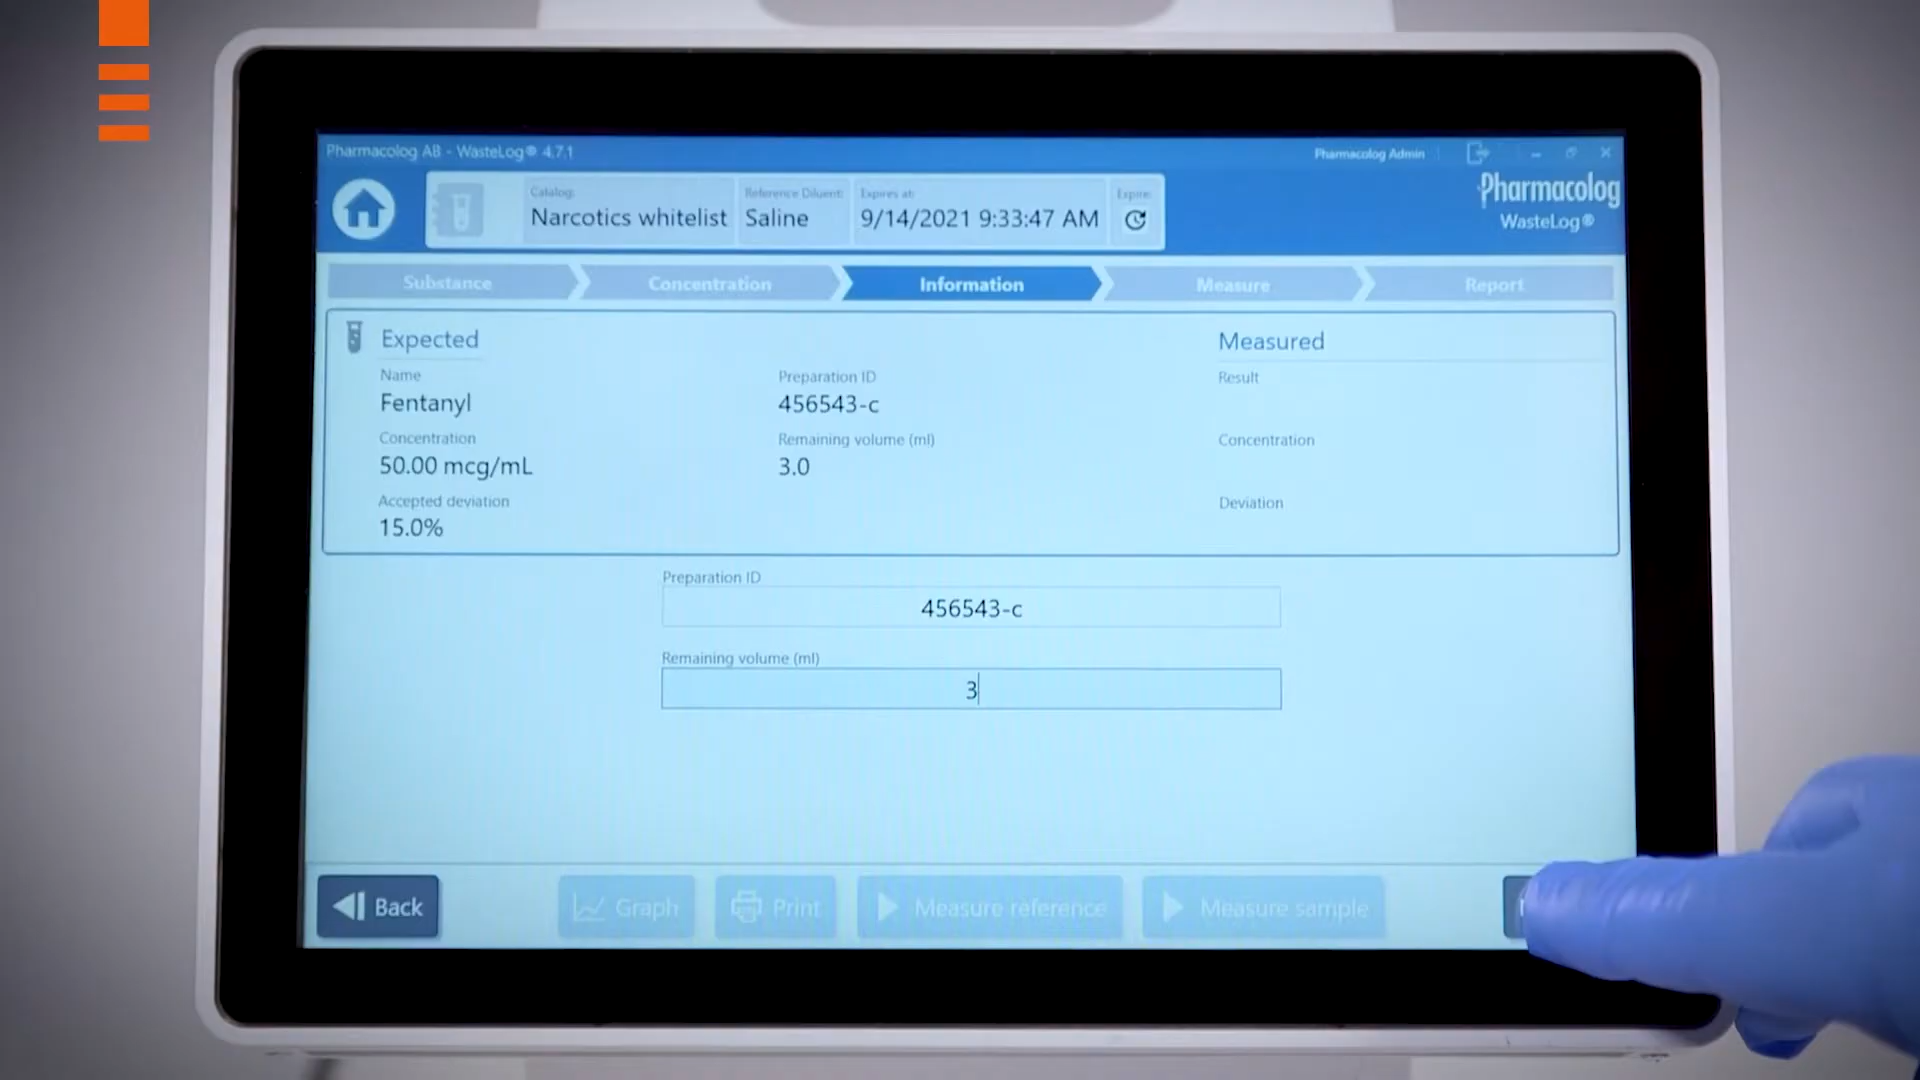 Pharmacolog AB - WasteLog® 4.7.1
Pharmacolog Admin
Catalog:
Narcotics whitelist
Reference Diluent:
Saline
Expires at:
9/14/2021 9:33:47 AM
Expire:
Pharmacolog
WasteLog®
Substance
Concentration
Information
Measure
Report
Expected
Name
Fentanyl
Concentration
50.00 mcg/mL
Accepted deviation
15.0%
Preparation ID
456543-c
Remaining volume (ml)
3.0
Measured
Result
Concentration
Deviation
Preparation ID
456543-c
Remaining volume (ml)
3
Back
Graph
Print
Measure reference
Measure sample